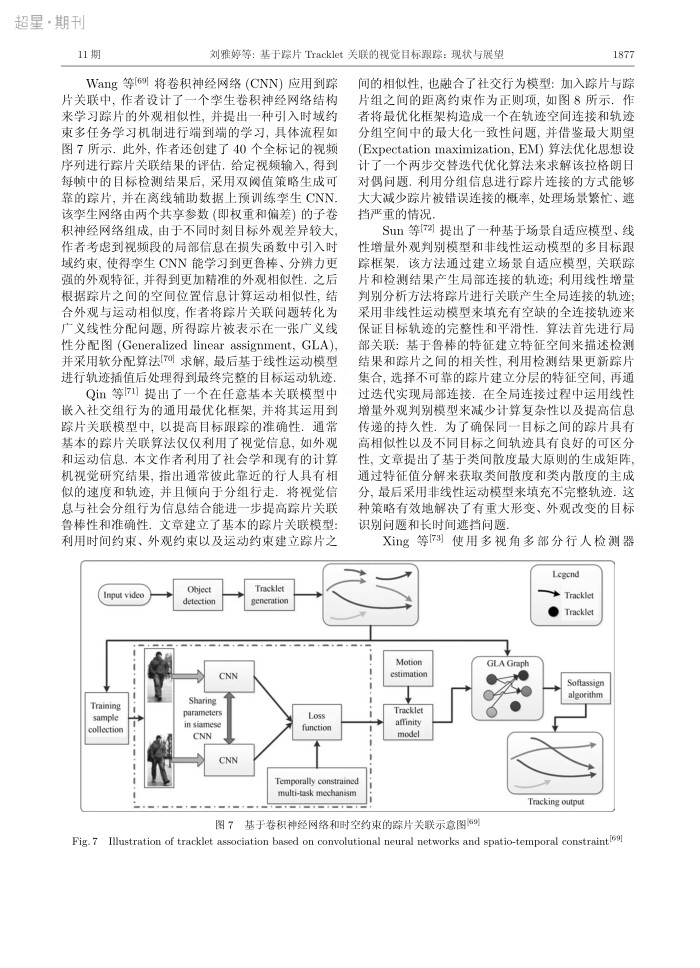 超星·期刊
11 期
刘雅婷等: 基于踪片 Tracklet 关联的视觉目标跟踪: 现状与展望
1877
Wang 等[69] 将卷积神经网络 (CNN) 应用到踪
片关联中, 作者设计了一个孪生卷积神经网络结构
来学习踪片的外观相似性, 并提出一种引入时域约
束多任务学习机制进行端到端的学习, 具体流程如
图 7 所示. 此外, 作者还创建了 40 个全标记的视频
序列进行踪片关联结果的评估. 给定视频输入, 得到
每帧中的目标检测结果后, 采用双阈值策略生成可
靠的踪片, 并在离线辅助数据上预训练孪生 CNN.
该孪生网络由两个共享参数 (即权重和偏差) 的子卷
积神经网络组成, 由于不同时刻目标外观差异较大,
作者考虑到视频段的局部信息在损失函数中引入时
域约束, 使得孪生 CNN 能学习到更鲁棒、分辨力更
强的外观特征, 并得到更加精准的外观相似性. 之后
根据踪片之间的空间位置信息计算运动相似性, 结
合外观与运动相似度, 作者将踪片关联问题转化为
广义线性分配问题, 所得踪片被表示在一张广义线
性分配图 (Generalized linear assignment, GLA),
并采用软分配算法[70] 求解, 最后基于线性运动模型
进行轨迹插值后处理得到最终完整的目标运动轨迹.
Qin 等[71] 提出了一个在任意基本关联模型中
嵌入社交组行为的通用最优化框架, 并将其运用到
踪片关联模型中, 以提高目标跟踪的准确性. 通常
基本的踪片关联算法仅仅利用了视觉信息, 如外观
和运动信息. 本文作者利用了社会学和现有的计算
机视觉研究结果, 指出通常彼此靠近的行人具有相
似的速度和轨迹, 并且倾向于分组行走. 将视觉信
息与社会分组行为信息结合能进一步提高踪片关联
鲁棒性和准确性. 文章建立了基本的踪片关联模型:
利用时间约束、外观约束以及运动约束建立踪片之
间的相似性, 也融合了社交行为模型: 加入踪片与踪
片组之间的距离约束作为正则项, 如图 8 所示. 作
者将最优化框架构造成一个在轨迹空间连接和轨迹
分组空间中的最大化一致性问题, 并借鉴最大期望
(Expectation maximization, EM) 算法优化思想设
计了一个两步交替迭代优化算法来求解该拉格朗日
对偶问题. 利用分组信息进行踪片连接的方式能够
大大减少踪片被错误连接的概率, 处理场景繁忙、遮
挡严重的情况.
Sun 等[72] 提出了一种基于场景自适应模型、线
性增量外观判别模型和非线性运动模型的多目标跟
踪框架. 该方法通过建立场景自适应模型, 关联踪
片和检测结果产生局部连接的轨迹; 利用线性增量
判别分析方法将踪片进行关联产生全局连接的轨迹;
采用非线性运动模型来填充有空缺的全连接轨迹来
保证目标轨迹的完整性和平滑性. 算法首先进行局
部关联: 基于鲁棒的特征建立特征空间来描述检测
结果和踪片之间的相关性, 利用检测结果更新踪片
集合, 选择不可靠的踪片建立分层的特征空间, 再通
过迭代实现局部连接. 在全局连接过程中运用线性
增量外观判别模型来减少计算复杂性以及提高信息
传递的持久性. 为了确保同一目标之间的踪片具有
高相似性以及不同目标之间轨迹具有良好的可区分
性, 文章提出了基于类间散度最大原则的生成矩阵,
通过特征值分解来获取类间散度和类内散度的主成
分, 最后采用非线性运动模型来填充不完整轨迹. 这
种策略有效地解决了有重大形变、外观改变的目标
识别问题和长时间遮挡问题.
Xing 等[73] 使用多视角多部分行人检测器
Input video
Object
detection
Tracklet
generation
Legend
Tracklet
Tracklet
Training
sample
collection
CNN
Sharing
parameters
in siamese
CNN
CNN
Loss
function
Temporally constrained
multi-task mechanism
Motion
estimation
Tracklet
affinity
model
GLA Graph
Softassign
algorithm
Tracking output
图 7 基于卷积神经网络和时空约束的踪片关联示意图[69]
Fig. 7 Illustration of tracklet association based on convolutional neural networks and spatio-temporal constraint[69]